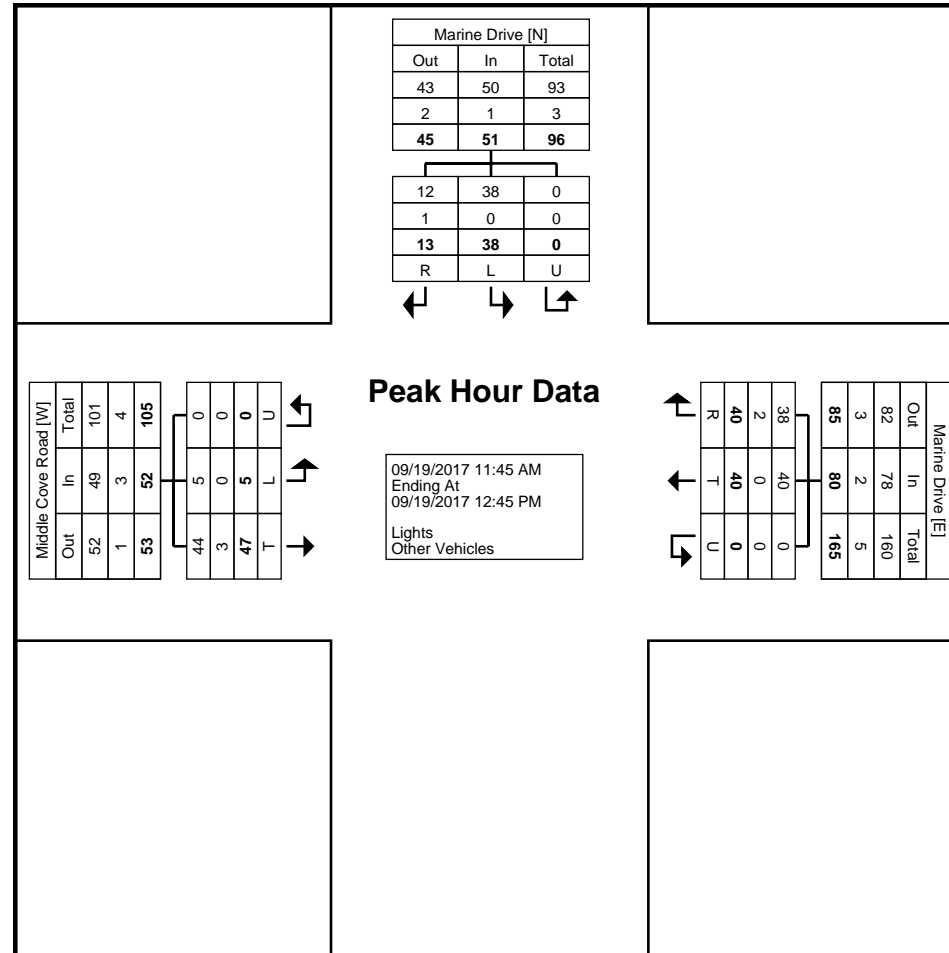 Marine Drive [N]
Out In Total
43 50 93
2 1 3
45 51 96
12 38 0
1 0 0
13 38 0
R L U
Peak Hour Data
09/19/2017 11:45 AM
Ending At
09/19/2017 12:45 PM
Lights
Other Vehicles
Middle Cove Road [W]
Out In Total
52 49 101
1 3 4
53 52 105
44 5 0
3 0 0
47 5 0
T L U
Marine Drive [E]
Out In Total
82 78 160
3 2 5
85 80 165
38 40 0
2 0 0
40 40 0
R T U